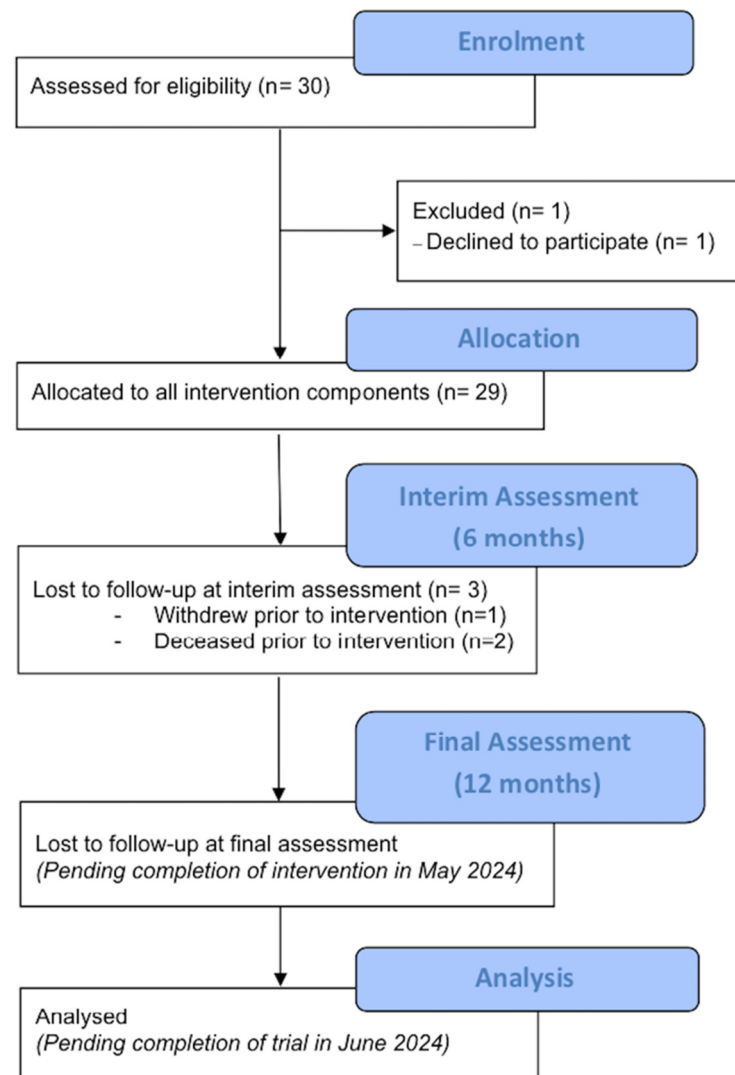 Enrolment
Assessed for eligibility (n= 30)
Excluded (n= 1)
– Declined to participate (n= 1)
Allocation
Allocated to all intervention components (n= 29)
Interim Assessment
(6 months)
Lost to follow-up at interim assessment (n= 3)
- Withdrew prior to intervention (n=1)
- Deceased prior to intervention (n=2)
Final Assessment
(12 months)
Lost to follow-up at final assessment
(Pending completion of intervention in May 2024)
Analysis
Analysed
(Pending completion of trial in June 2024)